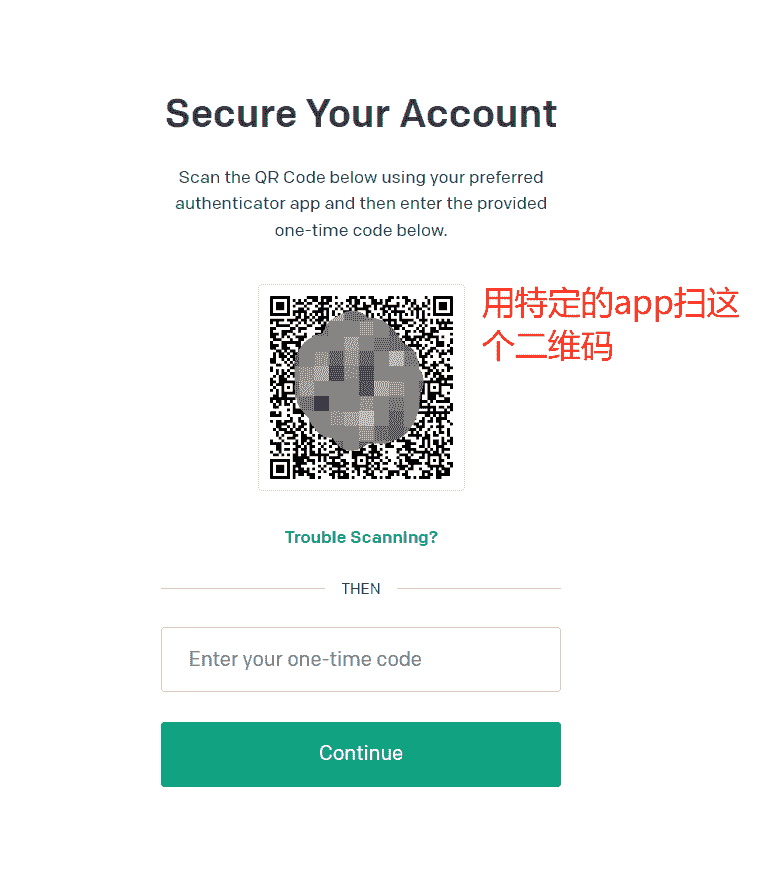 Secure Your Account
Scan the QR Code below using your preferred
authenticator app and then enter the provided
one-time code below.
用特定的app扫这
个二维码
Trouble Scanning?
THEN
Enter your one-time code
Continue